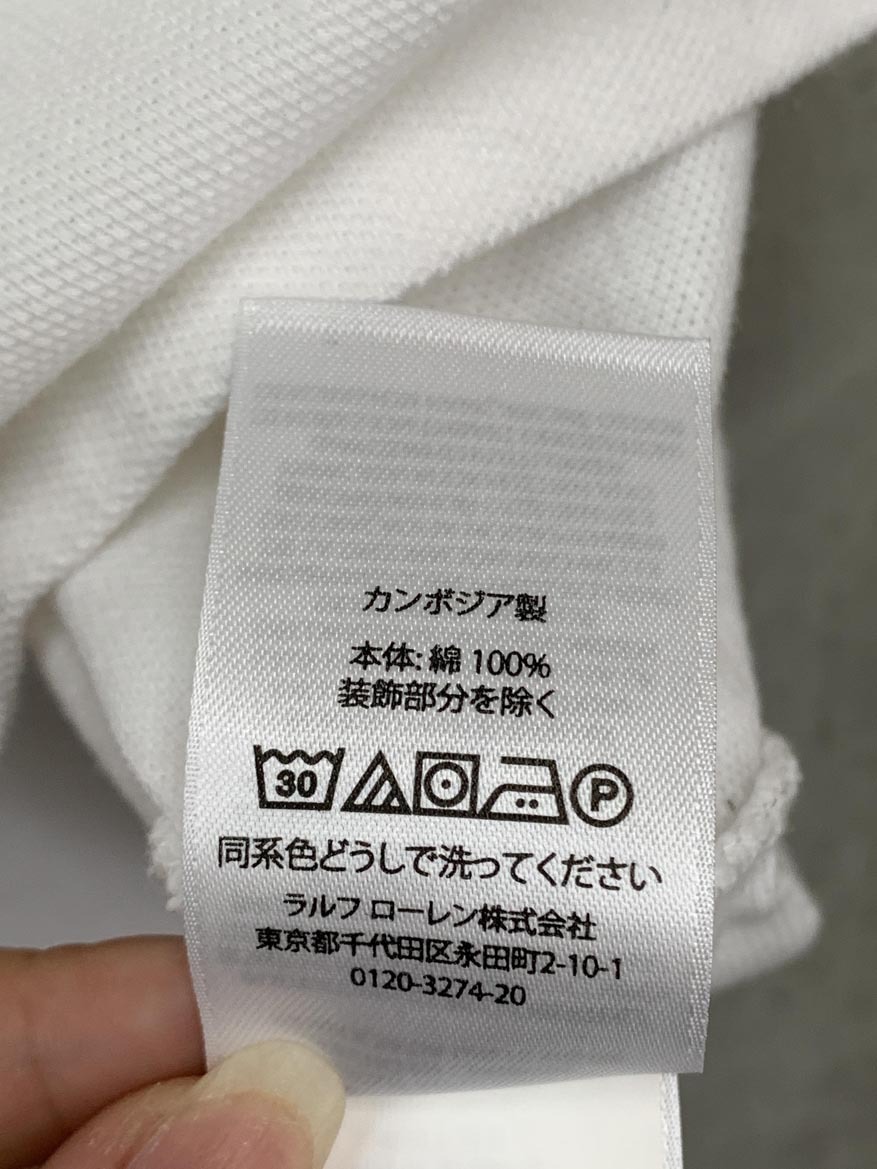 カンボジア製
本体: 綿 100%
装飾部分を除く
30 P
同系色どうしで洗ってください
ラルフ ローレン株式会社
東京都千代田区永田町2-10-1
0120-3274-20